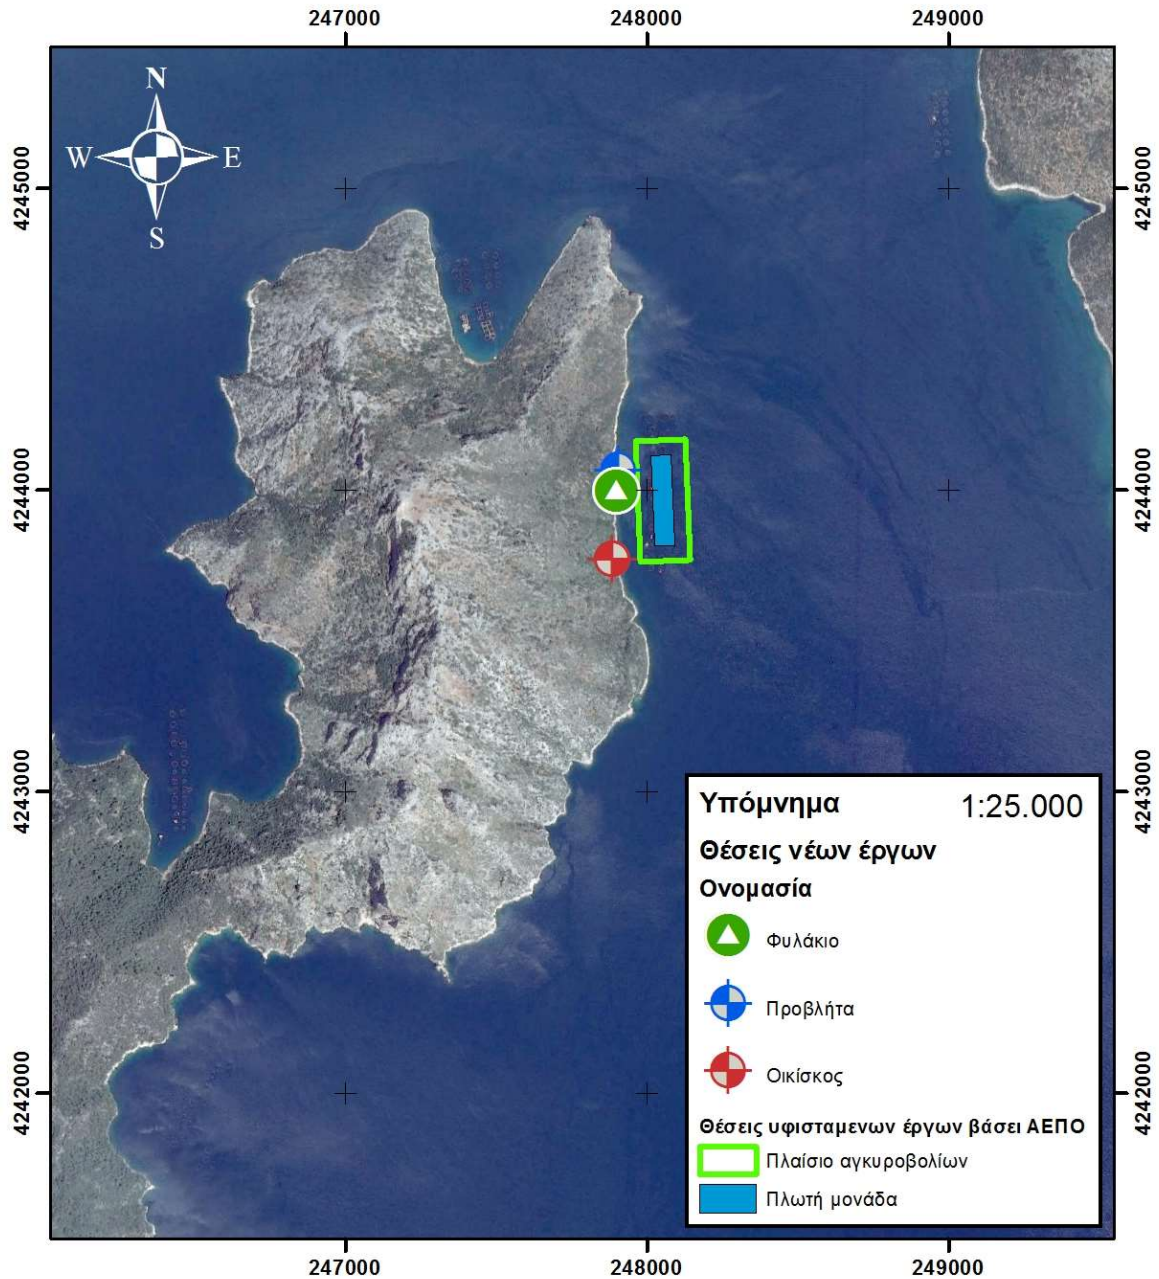 247000 248000 249000
N
W E
S
4245000 4245000
4244000 4244000
4243000 4243000
4242000 4242000
Υπόμνημα 1:25.000
Θέσεις νέων έργων
Ονομασία
Φυλάκιο
Προβλήτα
Οικίσκος
Θέσεις υφισταμενων έργων βάσει ΑΕΠΟ
Πλαίσιο αγκυροβολίων
Πλωτή μονάδα
247000 248000 249000